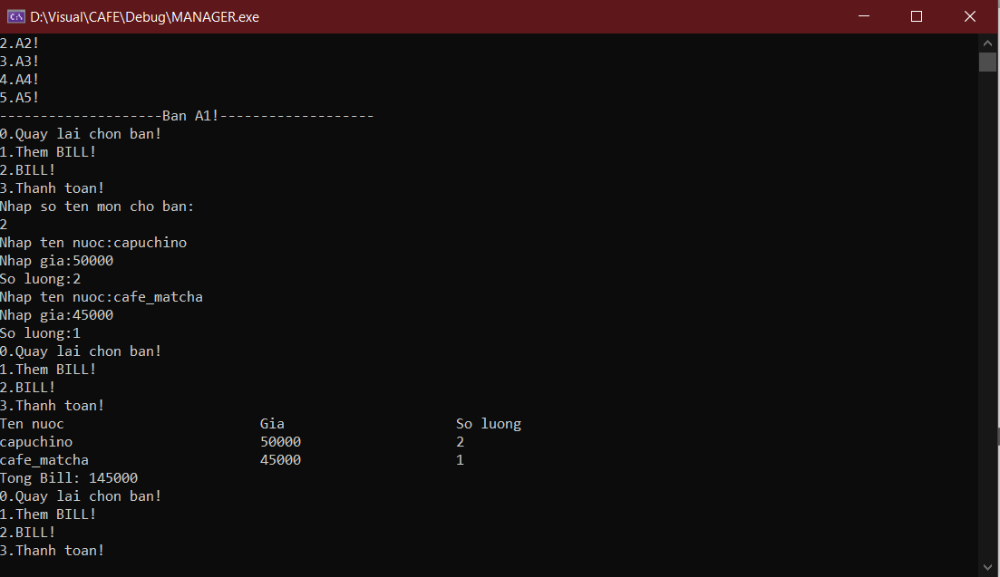 D:\Visual\CAFE\Debug\MANAGER.exe
2.A2!
3.A3!
4.A4!
5.A5!
--------------------Ban A1!-------------------
0.Quay lai chon ban!
1.Them BILL!
2.BILL!
3.Thanh toan!
Nhap so ten mon cho ban:
2
Nhap ten nuoc:capuchino
Nhap gia:50000
So luong:2
Nhap ten nuoc:cafe_matcha
Nhap gia:45000
So luong:1
0.Quay lai chon ban!
1.Them BILL!
2.BILL!
3.Thanh toan!
Ten nuoc                        Gia                     So luong
capuchino                       50000                   2
cafe_matcha                     45000                   1
Tong Bill: 145000
0.Quay lai chon ban!
1.Them BILL!
2.BILL!
3.Thanh toan!